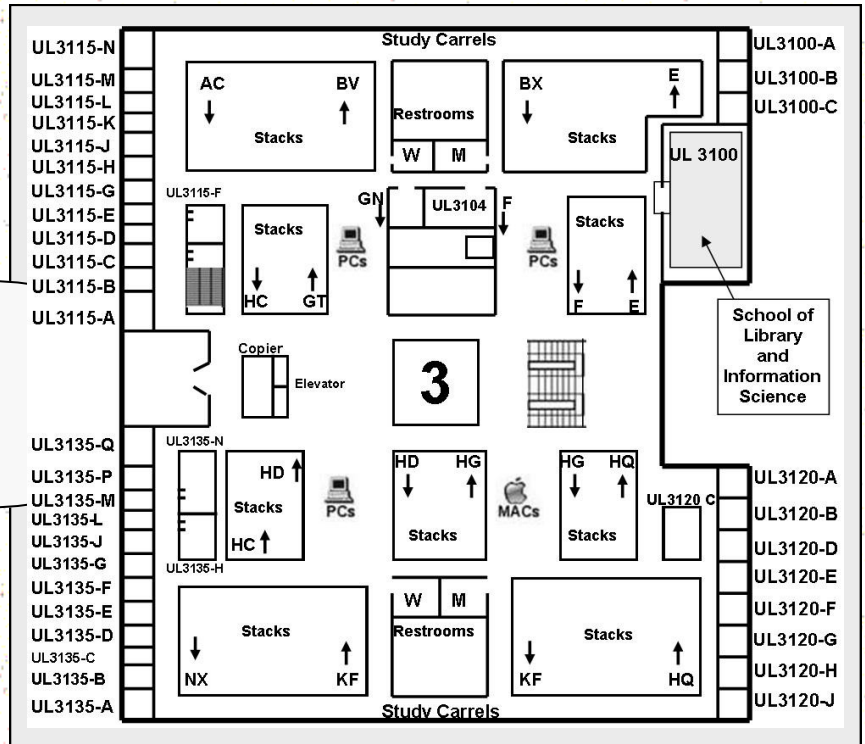 Study Carrels
UL3115-N
UL3115-M
UL3115-L
UL3115-K
UL3115-J
UL3115-H
UL3115-G
UL3115-E
UL3115-D
UL3115-C
UL3115-B
UL3115-A
UL3100-A
UL3100-B
UL3100-C
AC
BV
Stacks
Restrooms
W
M
BX
E
Stacks
UL 3100
UL3115-F
Stacks
HC
GT
PCs
GN
UL3104
F
PCs
Stacks
F
E
School of
Library
and
Information
Science
Copier
Elevator
3
UL3135-Q
UL3135-P
UL3135-M
UL3135-L
UL3135-J
UL3135-G
UL3135-F
UL3135-E
UL3135-D
UL3135-C
UL3135-B
UL3135-A
UL3135-N
UL3135-H
HD
Stacks
HC
PCs
HD
HG
Stacks
MACs
HG
HQ
Stacks
UL3120 C
UL3120-A
UL3120-B
UL3120-D
UL3120-E
UL3120-F
UL3120-G
UL3120-H
UL3120-J
Stacks
NX
KF
W
M
Restrooms
Stacks
KF
HQ
Study Carrels